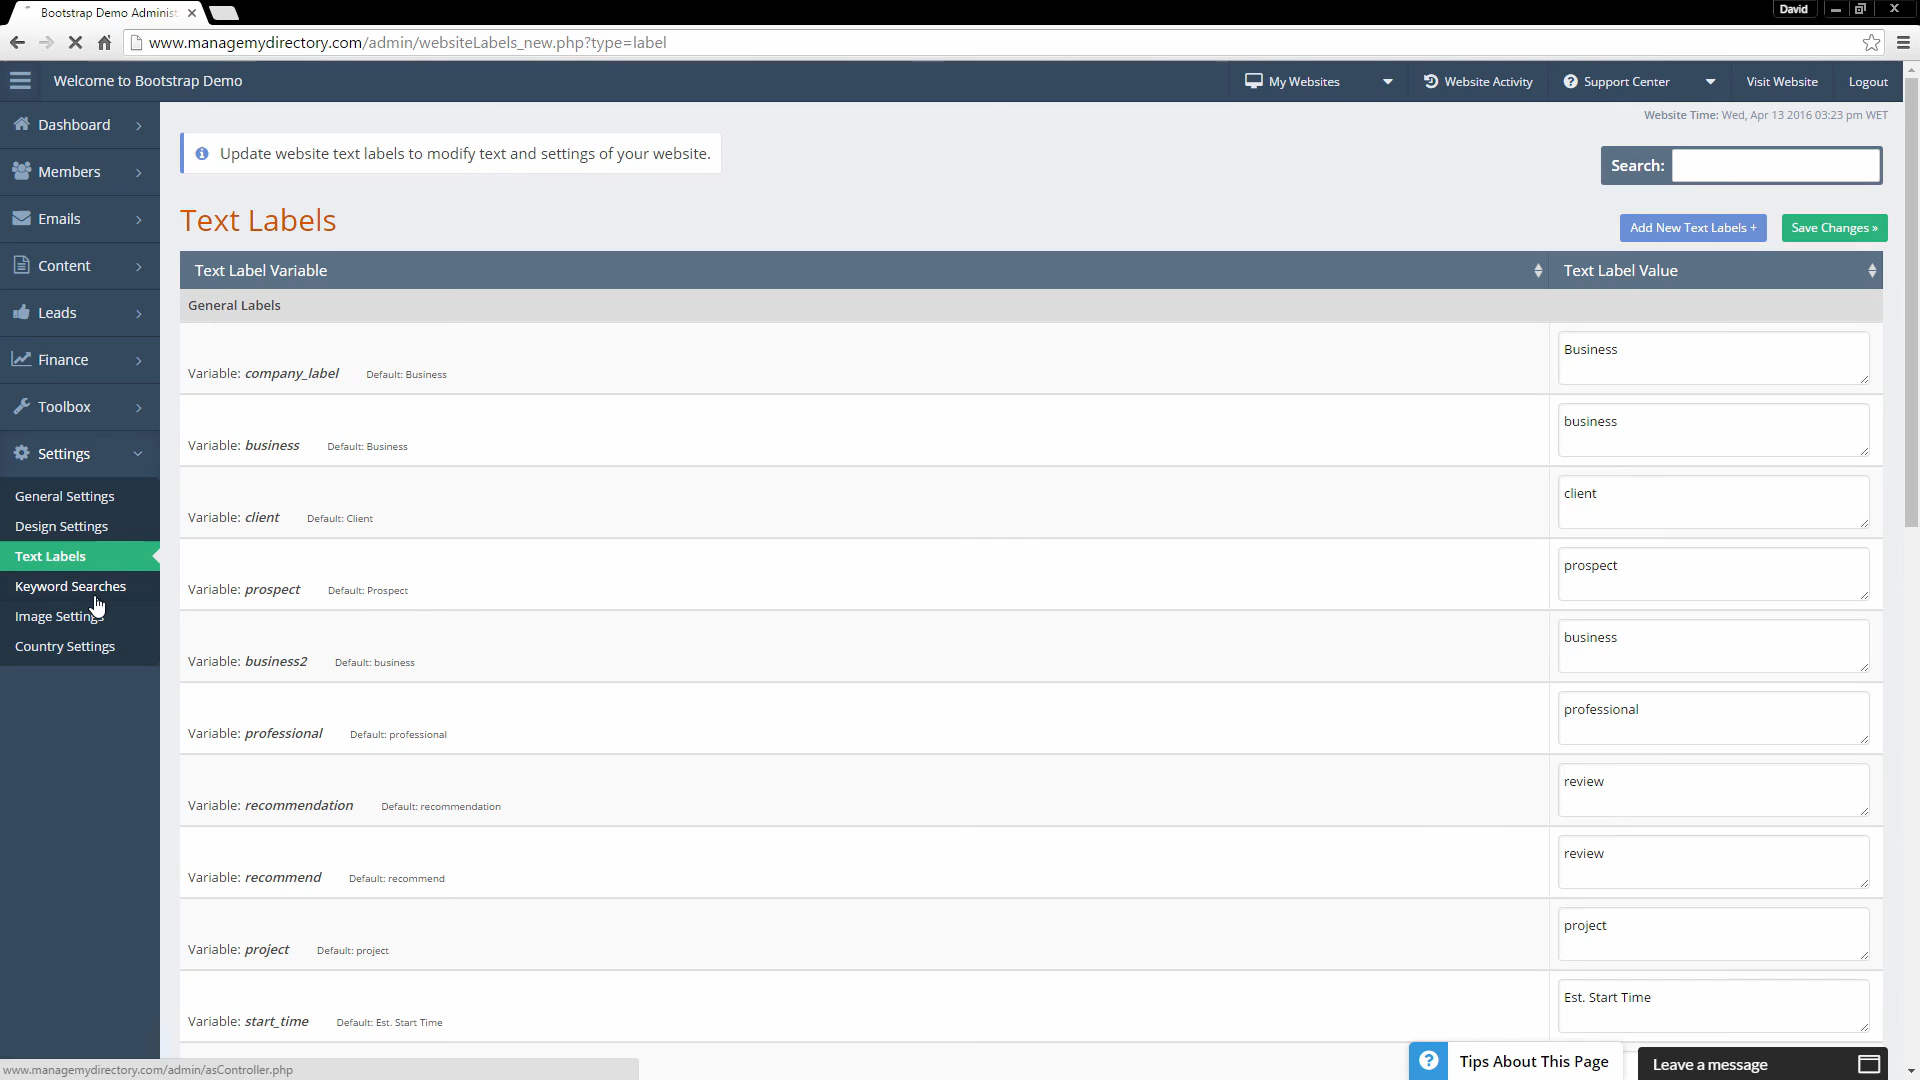 Bootstrap Demo Administ
David
www.managemydirectory.com/admin/websiteLabels_new.php?type=label
Welcome to Bootstrap Demo
My Websites
Website Activity
Support Center
Visit Website
Logout
Website Time: Wed, Apr 13 2016 03:23 pm WET
Dashboard
Members
Emails
Content
Leads
Finance
Toolbox
Settings
General Settings
Design Settings
Text Labels
Keyword Searches
Image Settings
Country Settings
Update website text labels to modify text and settings of your website.
Search:
Text Labels
Add New Text Labels +
Save Changes »
Text Label Variable
Text Label Value
General Labels
Variable: company_label Default: Business
Business
Variable: business Default: Business
business
Variable: client Default: Client
client
Variable: prospect Default: Prospect
prospect
Variable: business2 Default: business
business
Variable: professional Default: professional
professional
Variable: recommendation Default: recommendation
review
Variable: recommend Default: recommend
review
Variable: project Default: project
project
Variable: start_time Default: Est. Start Time
Est. Start Time
www.managemydirectory.com/admin/asController.php
Tips About This Page
Leave a message